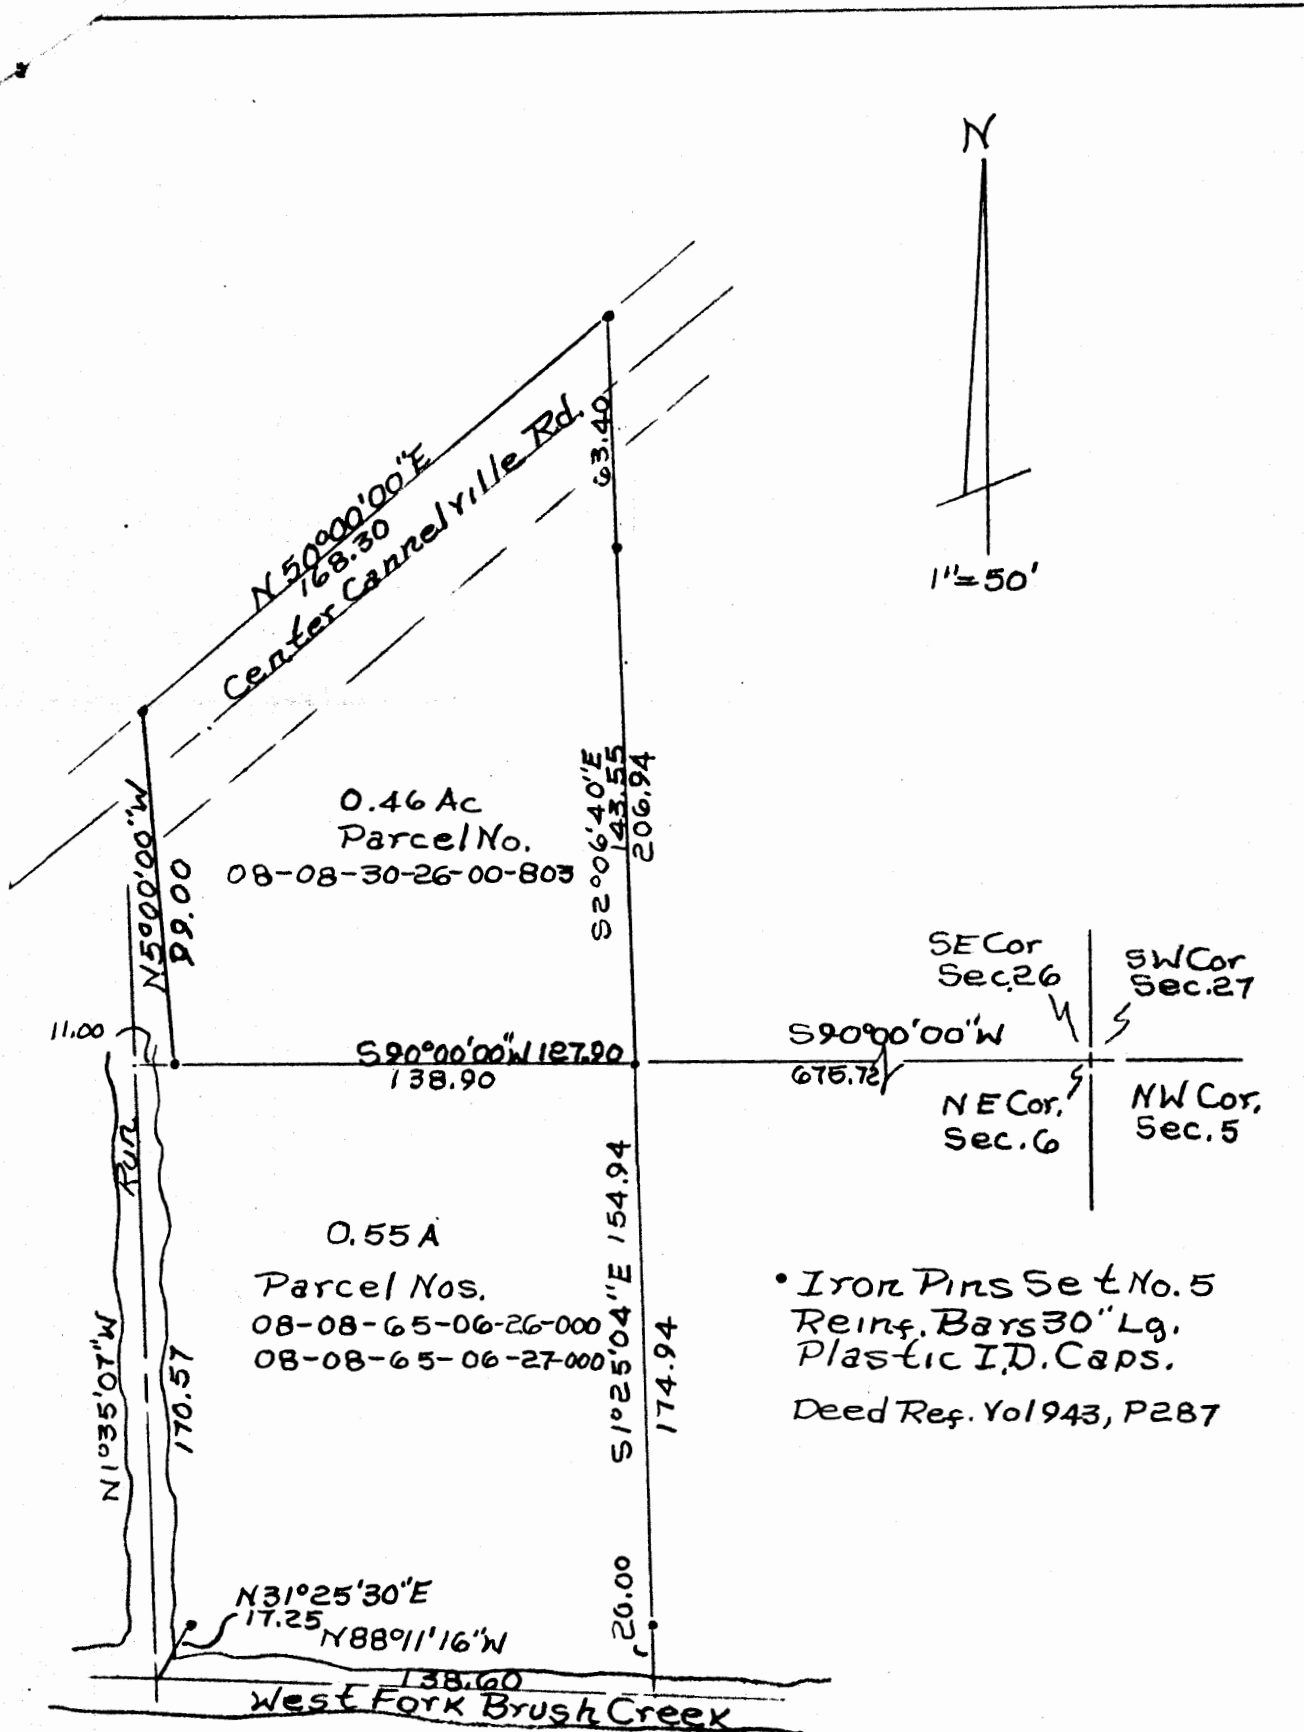 N
1"=50'
N 50°00'00"E
168.30
Center Cannelville Rd.
63.40
S2°06'40"E
143.55
206.94
0.46 Ac
Parcel No.
08-08-30-26-00-803
N5°00'00"W
99.00
11.00
S90°00'00"W 127.90
138.90
S90°00'00"W
675.72
SE Cor
Sec.26
SW Cor
Sec.27
NE Cor.
Sec.6
NW Cor.
Sec.5
Run
0.55 A
Parcel Nos.
08-08-65-06-26-000
08-08-65-06-27-000
S1°25'04"E 154.94
174.94
20.00
N1°35'07"W
170.57
• Iron Pins Set No.5
Reinf. Bars 30" Lg.
Plastic I.D. Caps.
Deed Ref. Vol 943, P287
N31°25'30"E
17.25
N88°11'16"W
138.60
West Fork Brush Creek